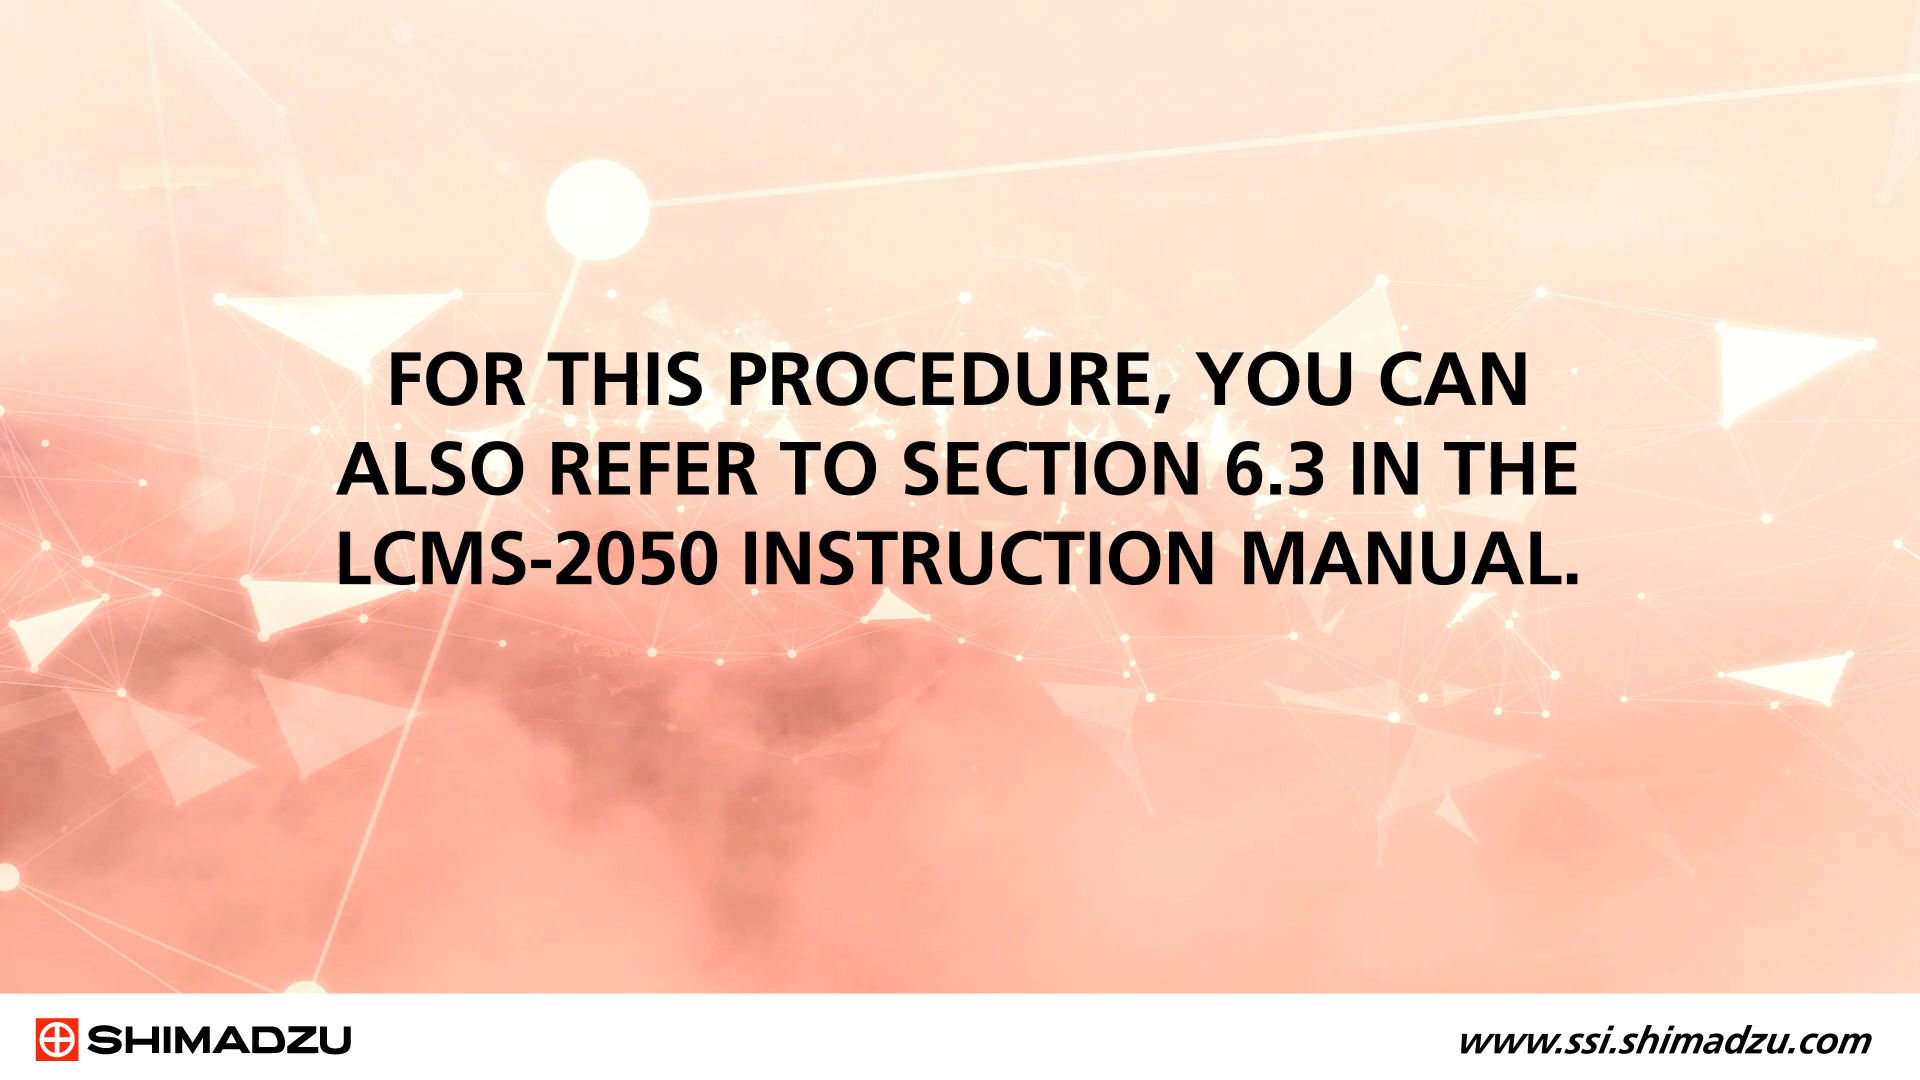 FOR THIS PROCEDURE, YOU CAN
ALSO REFER TO SECTION 6.3 IN THE
LCMS-2050 INSTRUCTION MANUAL.
SHIMADZU
www.ssi.shimadzu.com